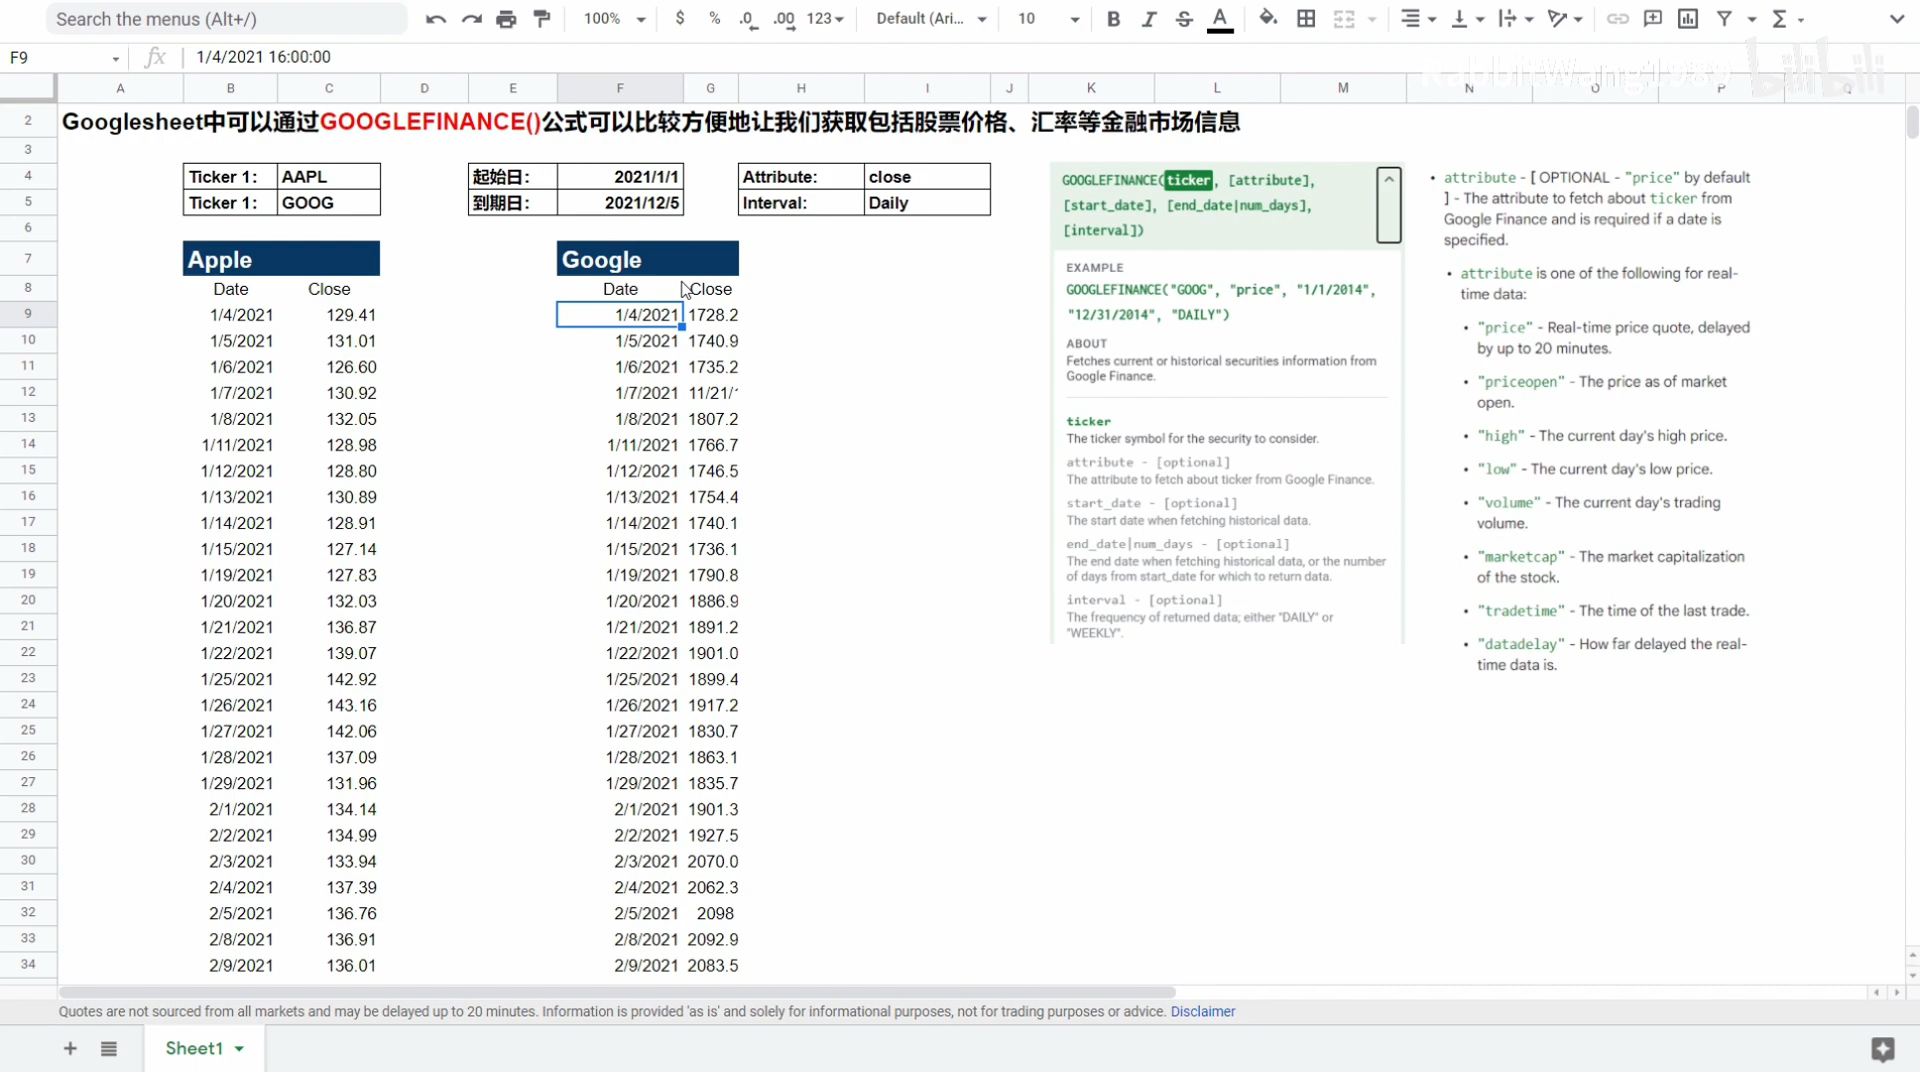 Search the menus (Alt+/)
100%
$ % .0 .00 123
Default (Ari...
10
B I S A
F9
fx
1/4/2021 16:00:00
RabbitWang1989 bilibili
A B C D E F G H I J K L M N O P Q
2 Googlesheet中可以通过GOOGLEFINANCE()公式可以比较方便地让我们获取包括股票价格、汇率等金融市场信息
3
4 Ticker 1: AAPL 起始日: 2021/1/1 Attribute: close
5 Ticker 1: GOOG 到期日: 2021/12/5 Interval: Daily
6
7 Apple Google
8 Date Close Date Close
9 1/4/2021 129.41 1/4/2021 1728.2
10 1/5/2021 131.01 1/5/2021 1740.9
11 1/6/2021 126.60 1/6/2021 1735.2
12 1/7/2021 130.92 1/7/2021 11/21/
13 1/8/2021 132.05 1/8/2021 1807.2
14 1/11/2021 128.98 1/11/2021 1766.7
15 1/12/2021 128.80 1/12/2021 1746.5
16 1/13/2021 130.89 1/13/2021 1754.4
17 1/14/2021 128.91 1/14/2021 1740.1
18 1/15/2021 127.14 1/15/2021 1736.1
19 1/19/2021 127.83 1/19/2021 1790.8
20 1/20/2021 132.03 1/20/2021 1886.9
21 1/21/2021 136.87 1/21/2021 1891.2
22 1/22/2021 139.07 1/22/2021 1901.0
23 1/25/2021 142.92 1/25/2021 1899.4
24 1/26/2021 143.16 1/26/2021 1917.2
25 1/27/2021 142.06 1/27/2021 1830.7
26 1/28/2021 137.09 1/28/2021 1863.1
27 1/29/2021 131.96 1/29/2021 1835.7
28 2/1/2021 134.14 2/1/2021 1901.3
29 2/2/2021 134.99 2/2/2021 1927.5
30 2/3/2021 133.94 2/3/2021 2070.0
31 2/4/2021 137.39 2/4/2021 2062.3
32 2/5/2021 136.76 2/5/2021 2098
33 2/8/2021 136.91 2/8/2021 2092.9
34 2/9/2021 136.01 2/9/2021 2083.5
GOOGLEFINANCE(ticker, [attribute],
[start_date], [end_date|num_days],
[interval])
EXAMPLE
GOOGLEFINANCE("GOOG", "price", "1/1/2014",
"12/31/2014", "DAILY")
ABOUT
Fetches current or historical securities information from
Google Finance.
ticker
The ticker symbol for the security to consider.
attribute - [optional]
The attribute to fetch about ticker from Google Finance.
start_date - [optional]
The start date when fetching historical data.
end_date|num_days - [optional]
The end date when fetching historical data, or the number
of days from start_date for which to return data.
interval - [optional]
The frequency of returned data; either "DAILY" or
"WEEKLY".
• attribute - [ OPTIONAL - "price" by default
] - The attribute to fetch about ticker from
Google Finance and is required if a date is
specified.
• attribute is one of the following for real-
time data:
• "price" - Real-time price quote, delayed
by up to 20 minutes.
• "priceopen" - The price as of market
open.
• "high" - The current day's high price.
• "low" - The current day's low price.
• "volume" - The current day's trading
volume.
• "marketcap" - The market capitalization
of the stock.
• "tradetime" - The time of the last trade.
• "datadelay" - How far delayed the real-
time data is.
Quotes are not sourced from all markets and may be delayed up to 20 minutes. Information is provided 'as is' and solely for informational purposes, not for trading purposes or advice. Disclaimer
Sheet1